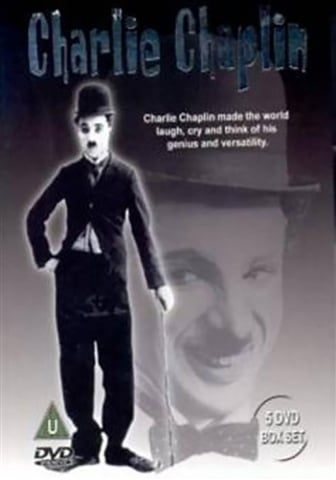 Charlie Chaplin
Charlie Chaplin made the world
laugh, cry and think of his
genius and versatility.
U
DVD
5 DVD
BOX SET